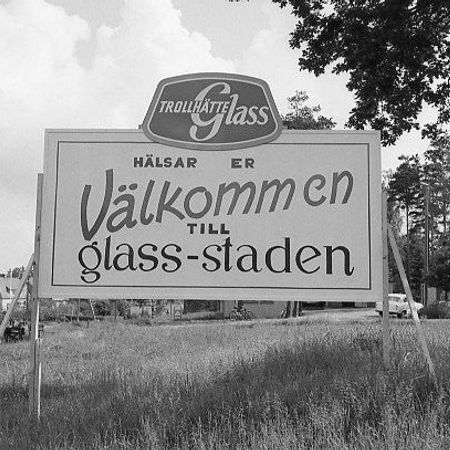 TROLLHÄTTE Glass
HÄLSAR ER
Välkommen
TILL
glass-staden